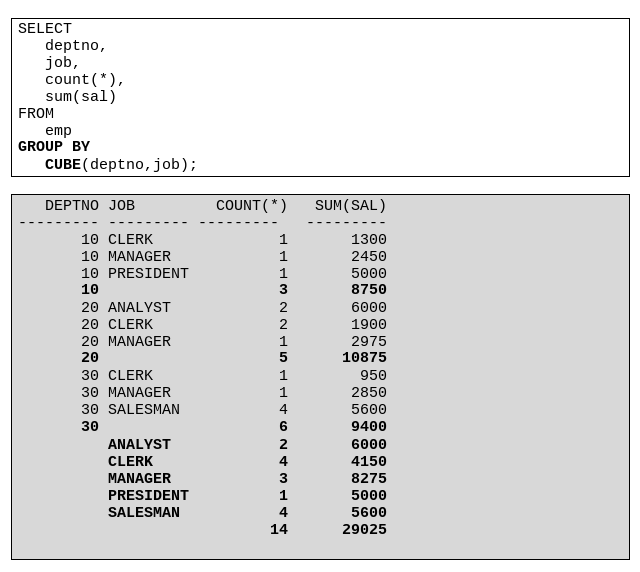 SELECT
   deptno,
   job,
   count(*),
   sum(sal)
FROM
   emp
GROUP BY
   CUBE(deptno,job);
   DEPTNO JOB         COUNT(*)   SUM(SAL)
--------- --------- ---------   ---------
       10 CLERK              1       1300
       10 MANAGER            1       2450
       10 PRESIDENT          1       5000
       10                    3       8750
       20 ANALYST            2       6000
       20 CLERK              2       1900
       20 MANAGER            1       2975
       20                    5      10875
       30 CLERK              1        950
       30 MANAGER            1       2850
       30 SALESMAN           4       5600
       30                    6       9400
          ANALYST            2       6000
          CLERK              4       4150
          MANAGER            3       8275
          PRESIDENT          1       5000
          SALESMAN           4       5600
                            14      29025